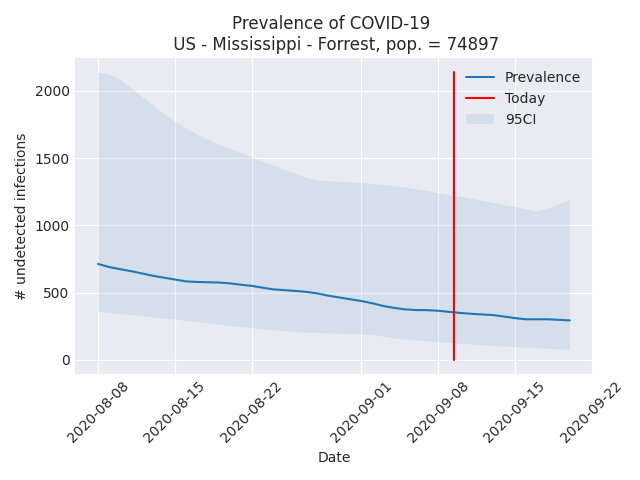 Prevalence of COVID-19
US - Mississippi - Forrest, pop. = 74897
Prevalence
Today
95CI
# undetected infections
2000
1500
1000
500
0
2020-08-08
2020-08-15
2020-08-22
2020-09-01
2020-09-08
2020-09-15
2020-09-22
Date